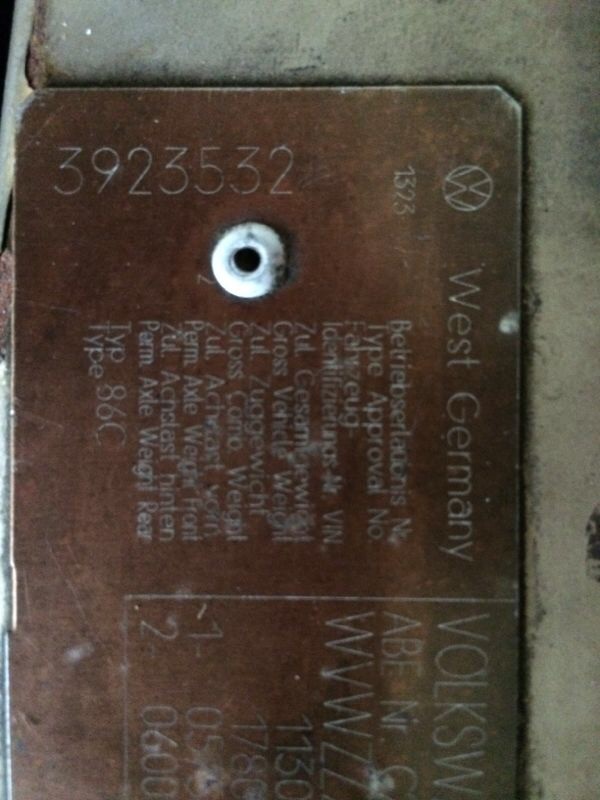 3923532
VW
West Germany
1323
VOLKSW
Betriebserlaubnis Nr.
Type Approval No
ABE Nr.
Fahrzeug-
Identifizierungs-Nr. VIN
WVWZZ
Zul. Gesamtgewicht
Gross Vehicle Weight
1130
Zul. Zuggewicht
Gross Comb. Weight
1780
Zul. Achslast vorn
Perm. Axle Weight Front
1-
Zul. Achslast hinten
Perm. Axle Weight Rear
2- 0600
Typ
Type 86C